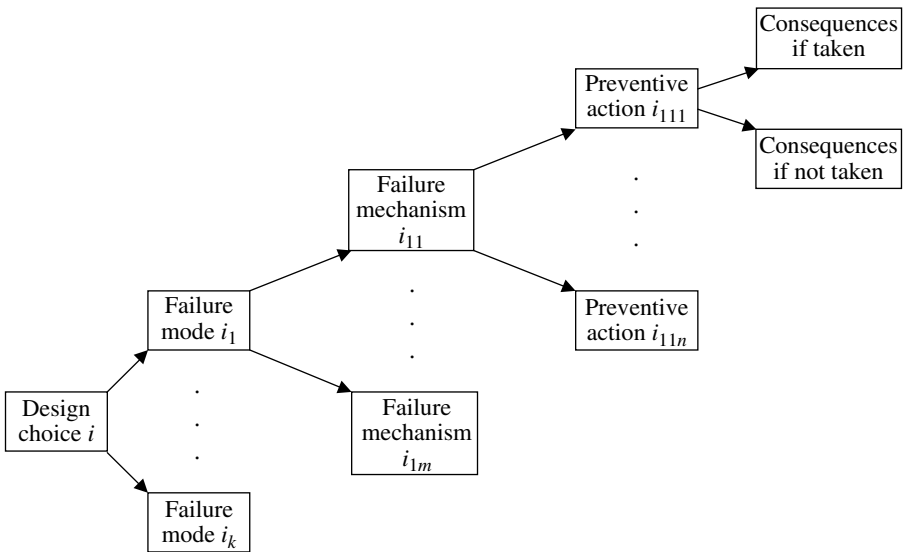 Consequences
if taken
Preventive
action i₁₁₁
Consequences
if not taken
Failure
mechanism
i₁₁
Failure
mode i₁
Preventive
action i₁₁ₙ
Design
choice i
Failure
mechanism
i₁ₘ
Failure
mode iₖ